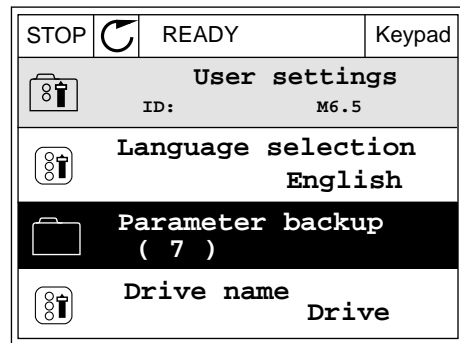 STOP READY Keypad
User settings
ID: M6.5
Language selection
English
Parameter backup
( 7 )
Drive name
Drive